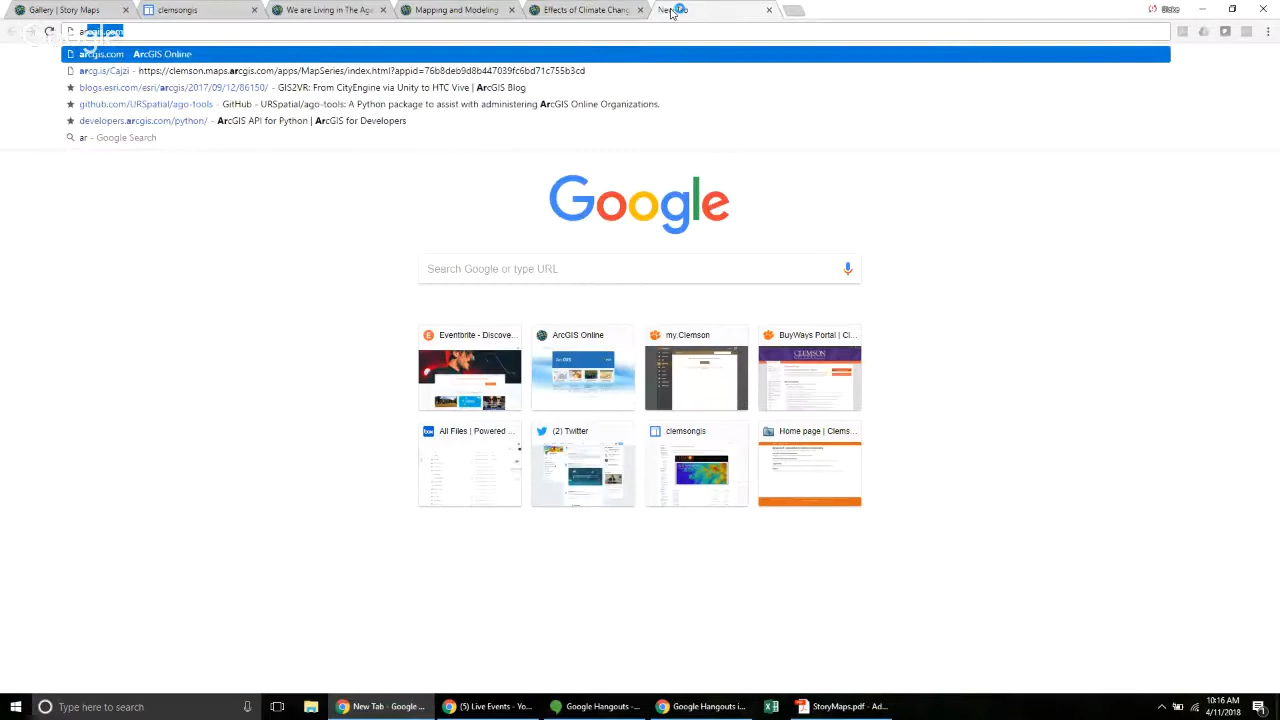 Gallery | Story Maps
clemsongis
We are Living in The Age
Mapping and Modeling
Effects of Climate Chang
Blake
arcgis.com
arcgis.com ArcGIS Online
arcg.is/Cajzi - https://clemson.maps.arcgis.com/apps/MapSeries/index.html?appid=76b8deb9d8b447039fc6bd71c755b3cd
blogs.esri.com/esri/arcgis/2017/09/12/86150/ - GIS2VR: From CityEngine via Unity to HTC Vive | ArcGIS Blog
github.com/URSpatial/ago-tools - GitHub - URSpatial/ago-tools: A Python package to assist with administering ArcGIS Online Organizations.
developers.arcgis.com/python/ - ArcGIS API for Python | ArcGIS for Developers
ar - Google Search
Google
Search Google or type URL
Eventbrite - Discove...
ArcGIS Online
my.Clemson
BuyWays Portal | Cl...
ArcGIS
CLEMSON
All Files | Powered ...
(2) Twitter
clemsongis
Home page | Clems...
Type here to search
New Tab - Google ...
(5) Live Events - Yo...
Google Hangouts -...
Google Hangouts i...
StoryMaps.pdf - Ad...
10:16 AM
4/11/2018